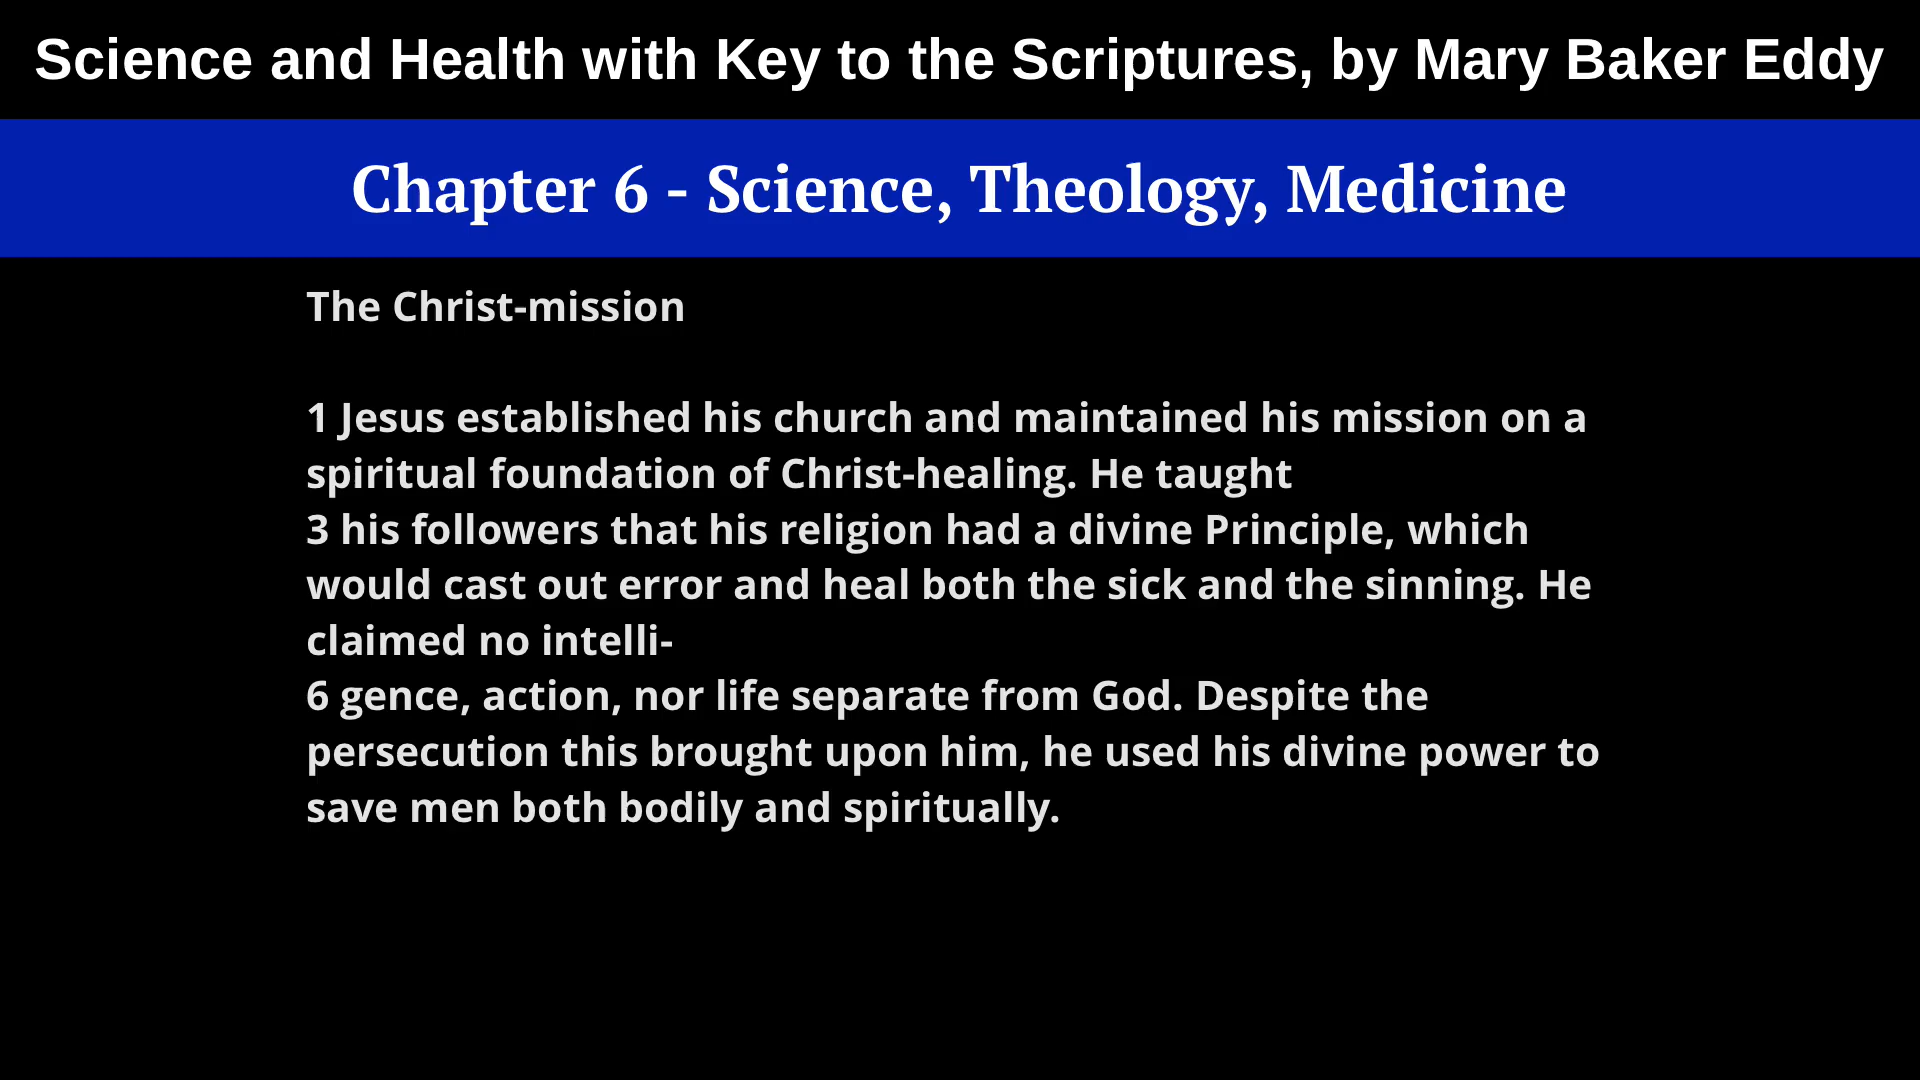 Science and Health with Key to the Scriptures, by Mary Baker Eddy
Chapter 6 - Science, Theology, Medicine
The Christ-mission
1 Jesus established his church and maintained his mission on a
spiritual foundation of Christ-healing. He taught
3 his followers that his religion had a divine Principle, which
would cast out error and heal both the sick and the sinning. He
claimed no intelli-
6 gence, action, nor life separate from God. Despite the
persecution this brought upon him, he used his divine power to
save men both bodily and spiritually.